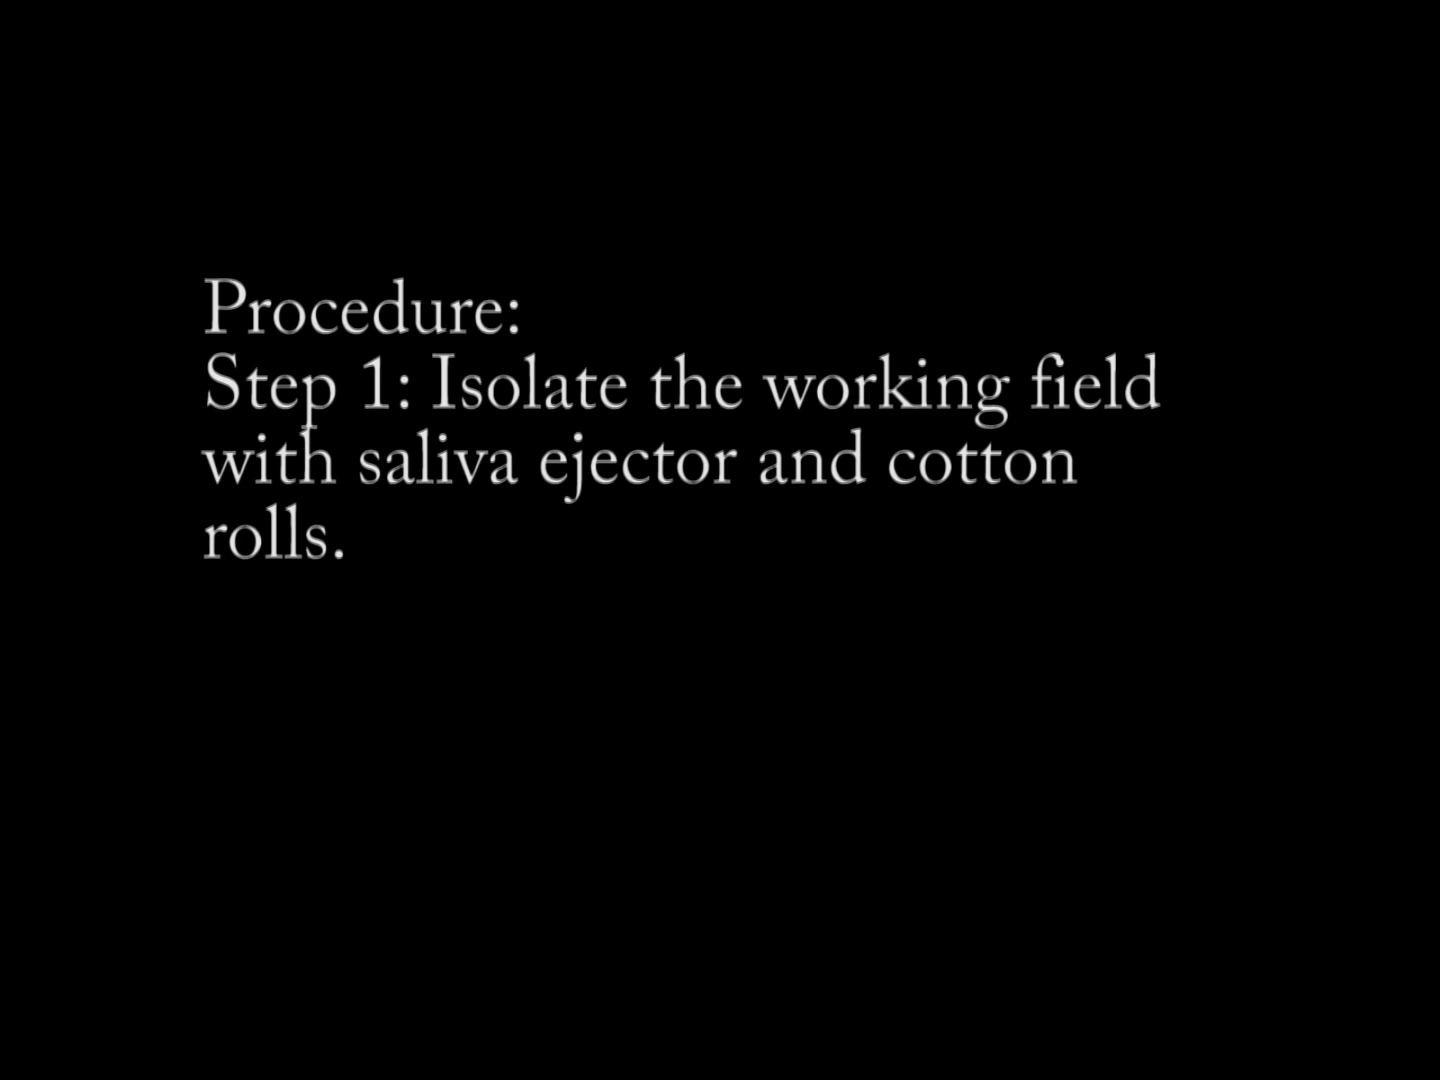 Procedure:
Step 1: Isolate the working field
with saliva ejector and cotton
rolls.